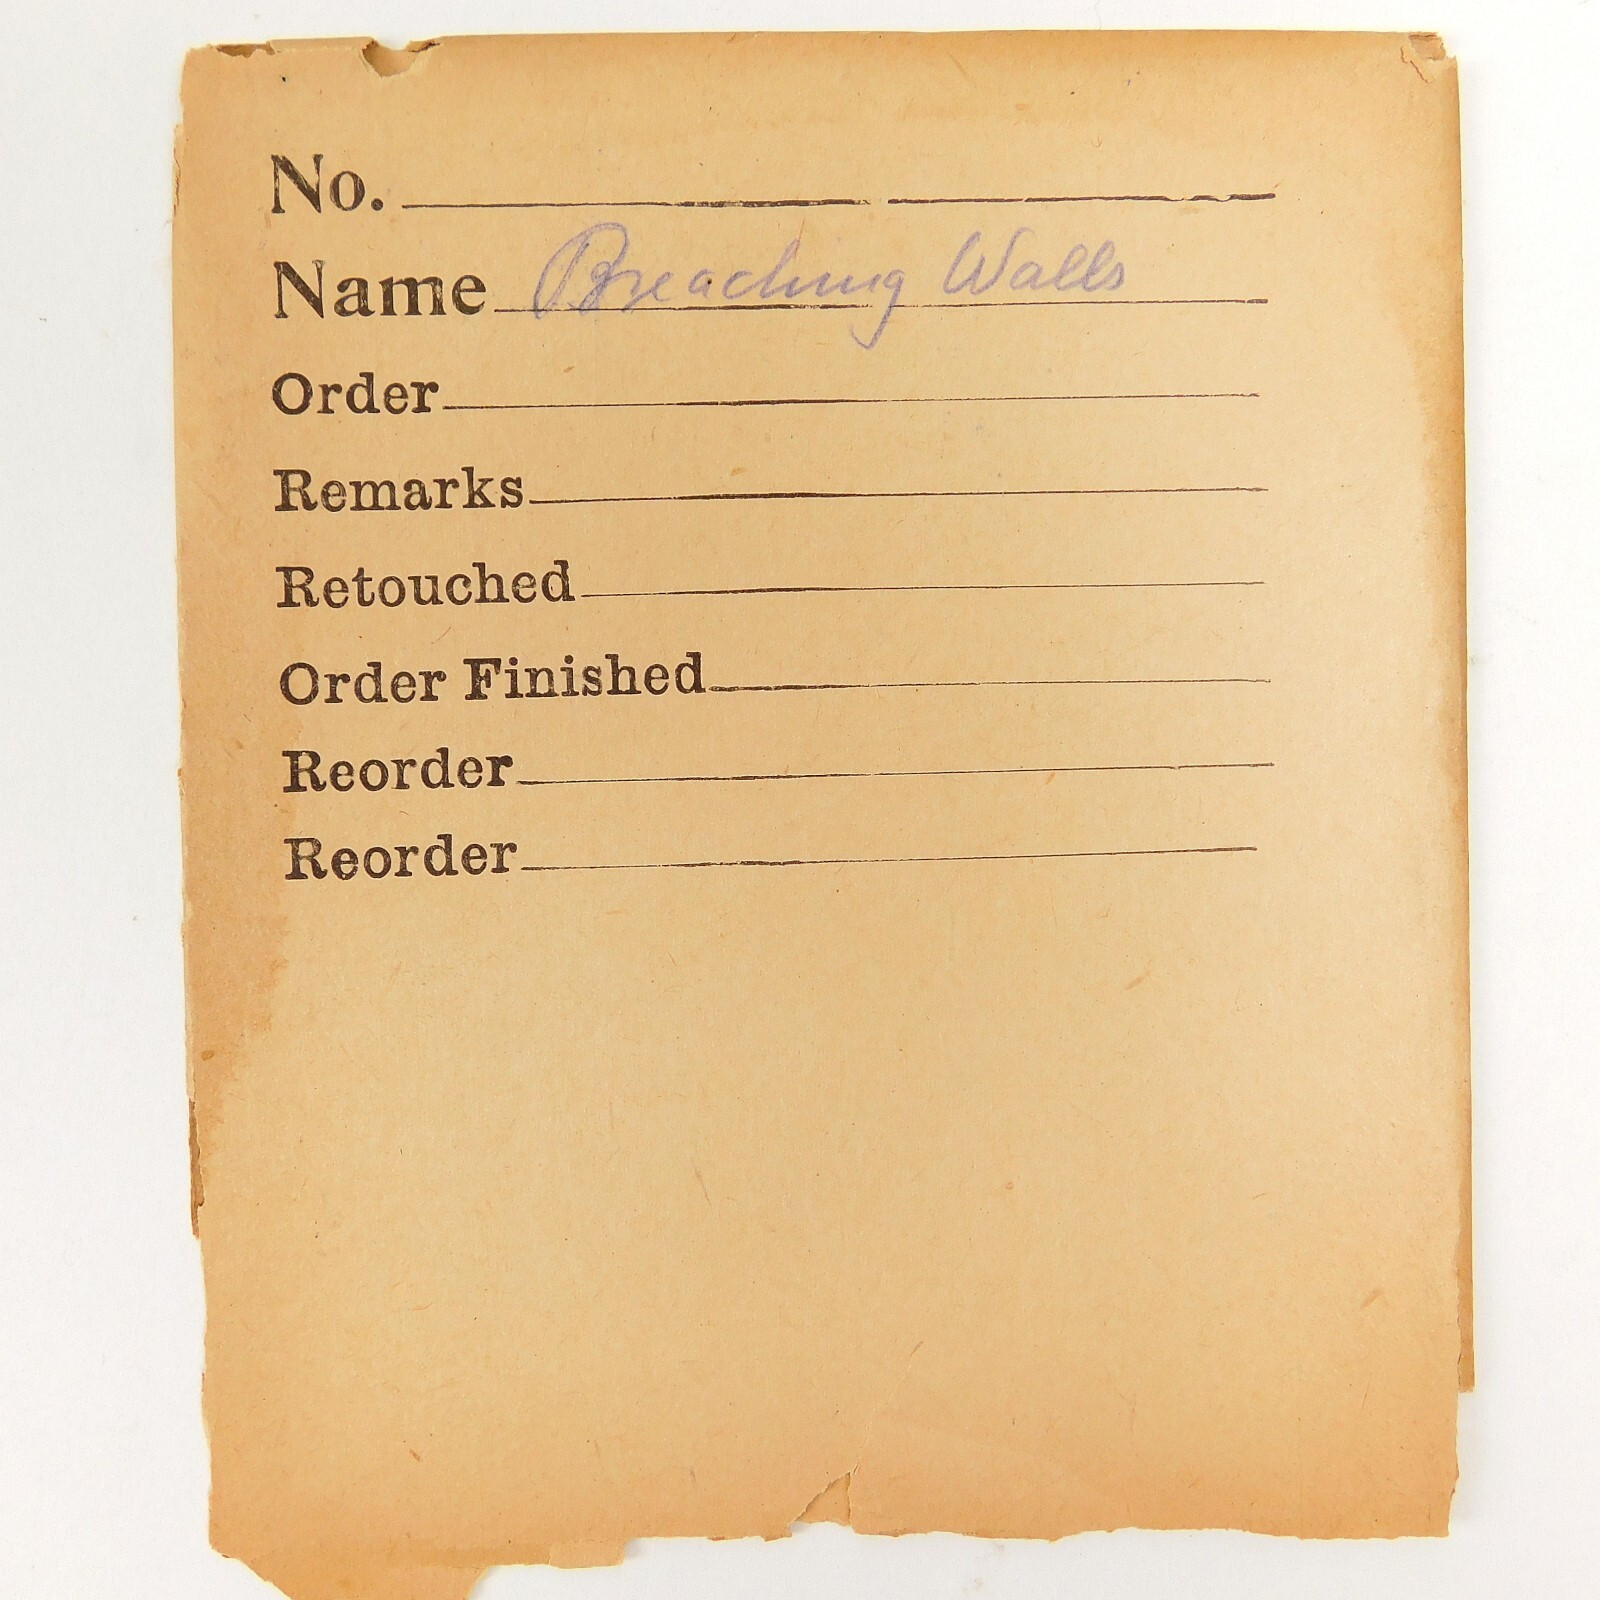 No.
Name Breaching Walls
Order
Remarks
Retouched
Order Finished
Reorder
Reorder